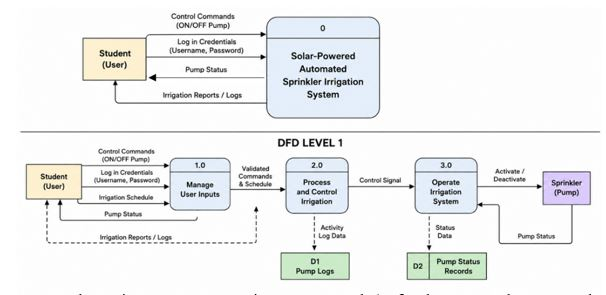 Control Commands
(ON/OFF Pump)
Log in Credentials
(Username, Password)
Pump Status
Irrigation Reports / Logs
Student
(User)
0
Solar-Powered
Automated
Sprinkler Irrigation
System
DFD LEVEL 1
Student
(User)
Control Commands
(ON/OFF Pump)
Log in Credentials
(Username, Password)
Irrigation Schedule
Pump Status
Irrigation Reports / Logs
1.0
Manage
User Inputs
Validated
Commands
& Schedule
2.0
Process and
Control
Irrigation
Control Signal
3.0
Operate
Irrigation
System
Activate /
Deactivate
Sprinkler
(Pump)
Pump Status
Activity
Log Data
Status
Data
D1
Pump Logs
D2
Pump Status
Records